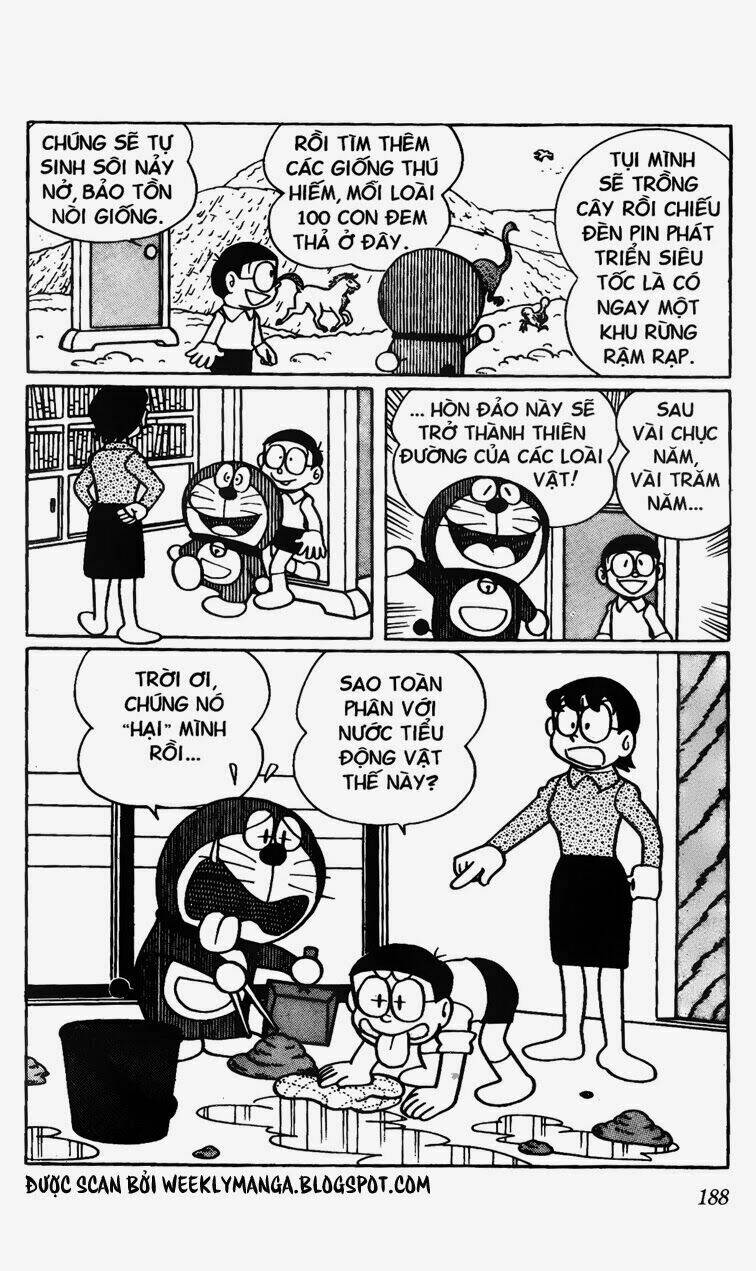 TỤI MÌNH
SẼ TRỒNG
CÂY RỒI CHIẾU
ĐÈN PIN PHÁT
TRIỂN SIÊU
TỐC LÀ CÓ
NGAY MỘT
KHU RỪNG
RẬM RẠP.
RỒI TÌM THÊM
CÁC GIỐNG THÚ
HIẾM, MỖI LOÀI
100 CON ĐEM
THẢ Ở ĐÂY.
CHÚNG SẼ TỰ
SINH SÔI NẢY
NỞ, BẢO TỒN
NÒI GIỐNG.
SAU
VÀI CHỤC
NĂM,
VÀI TRĂM
NĂM...
... HÒN ĐẢO NÀY SẼ
TRỞ THÀNH THIÊN
ĐƯỜNG CỦA CÁC LOÀI
VẬT!
SAO TOÀN
PHÂN VỚI
NƯỚC TIỂU
ĐỘNG VẬT
THẾ NÀY?
TRỜI ƠI,
CHÚNG NÓ
“HẠI” MÌNH
RỒI...
ĐƯỢC SCAN BỞI WEEKLYMANGA.BLOGSPOT.COM
188